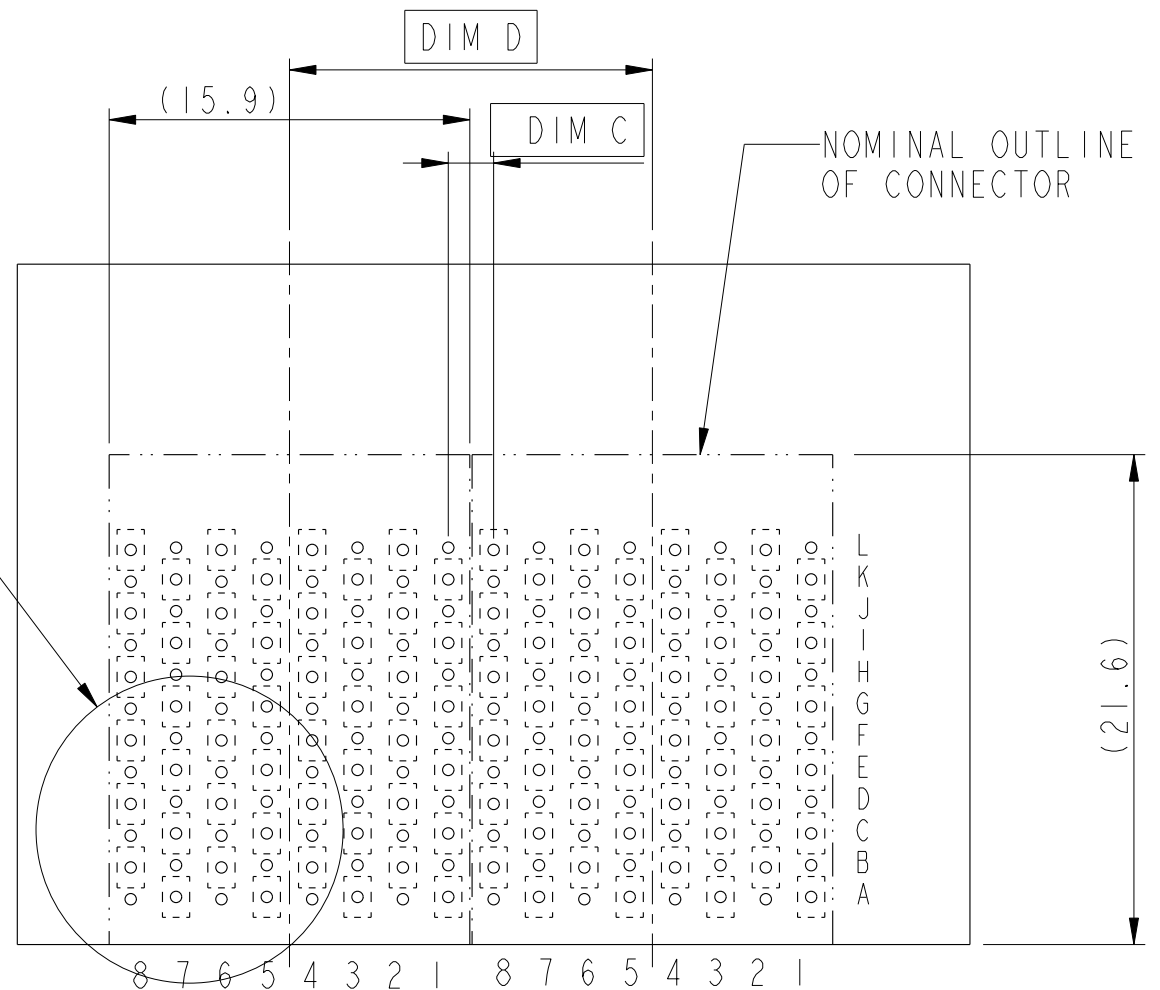 DIM D
(15.9)
DIM C
NOMINAL OUTLINE
OF CONNECTOR
L
K
J
I
H
G
F
E
D
C
B
A
(21.6)
8 7 6 5 4 3 2 1 8 7 6 5 4 3 2 1